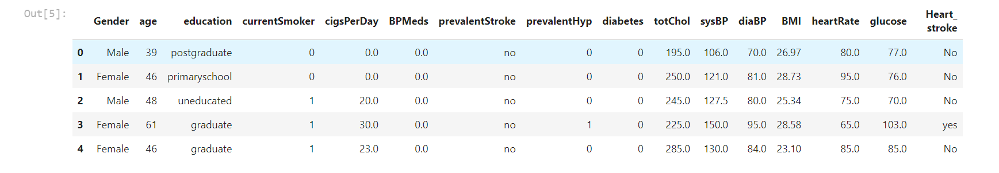 Out[5]:
Gender age education currentSmoker cigsPerDay BPMeds prevalentStroke prevalentHyp diabetes totChol sysBP diaBP BMI heartRate glucose Heart_ stroke
0 Male 39 postgraduate 0 0.0 0.0 no 0 0 195.0 106.0 70.0 26.97 80.0 77.0 No
1 Female 46 primaryschool 0 0.0 0.0 no 0 0 250.0 121.0 81.0 28.73 95.0 76.0 No
2 Male 48 uneducated 1 20.0 0.0 no 0 0 245.0 127.5 80.0 25.34 75.0 70.0 No
3 Female 61 graduate 1 30.0 0.0 no 1 0 225.0 150.0 95.0 28.58 65.0 103.0 yes
4 Female 46 graduate 1 23.0 0.0 no 0 0 285.0 130.0 84.0 23.10 85.0 85.0 No